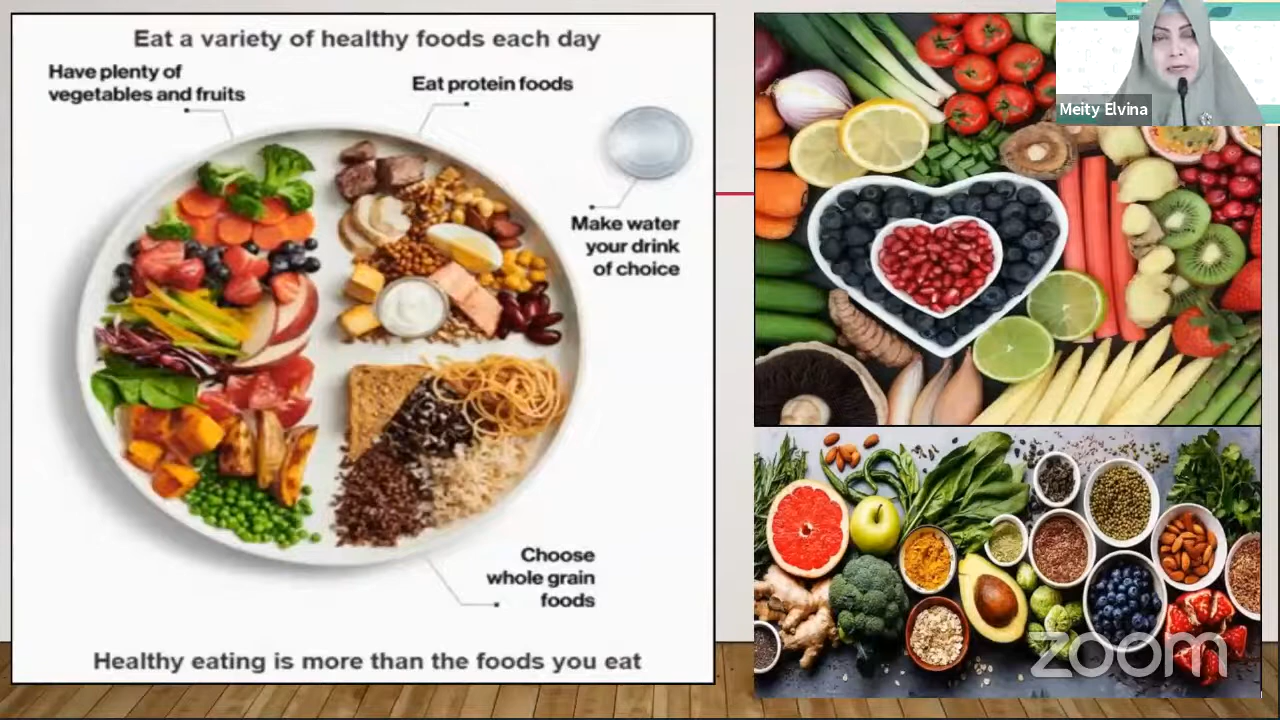 Eat a variety of healthy foods each day
Have plenty of
vegetables and fruits
Eat protein foods
Make water
your drink
of choice
Choose
whole grain
foods
Healthy eating is more than the foods you eat
Meity Elvina
zoom